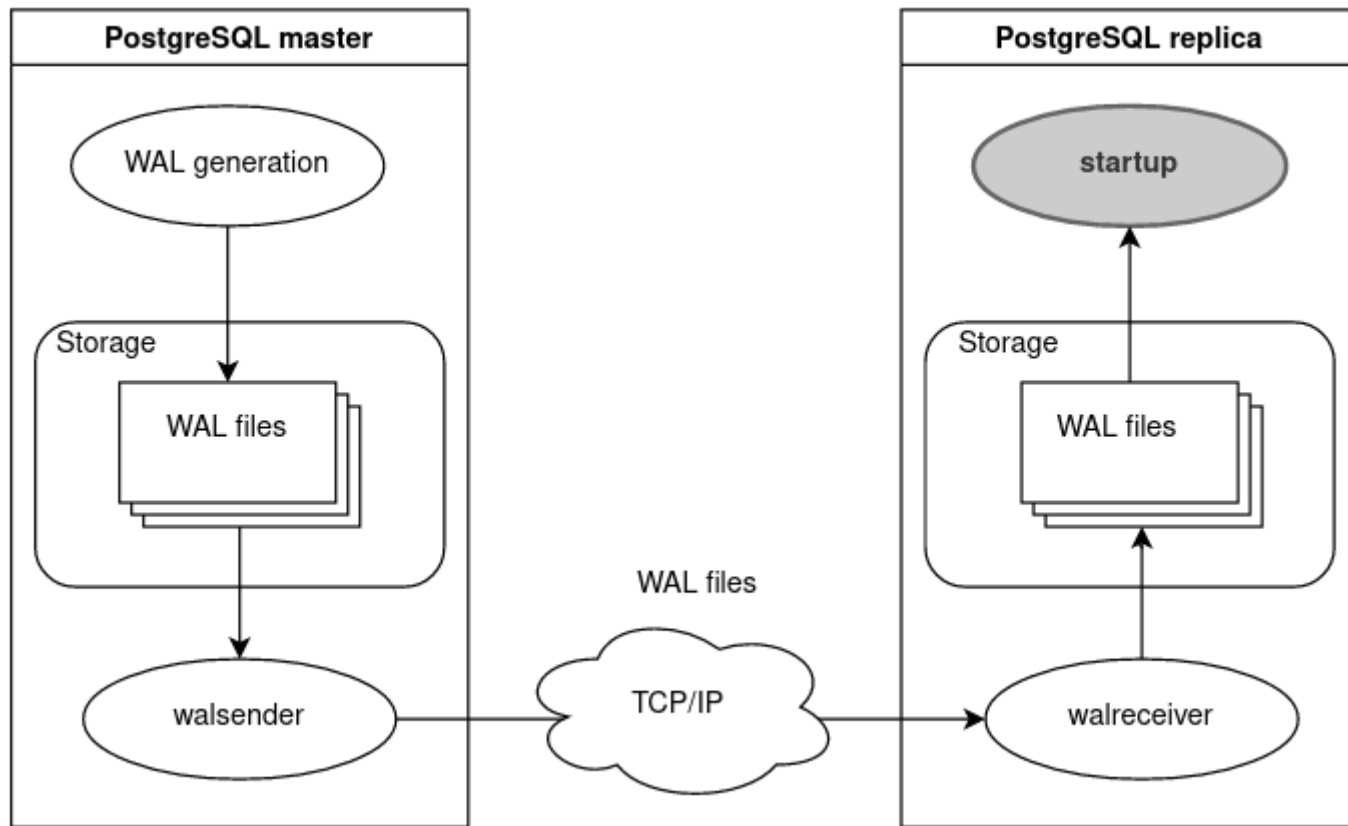 PostgreSQL master
WAL generation
Storage
WAL files
walsender
WAL files
TCP/IP
PostgreSQL replica
startup
Storage
WAL files
walreceiver